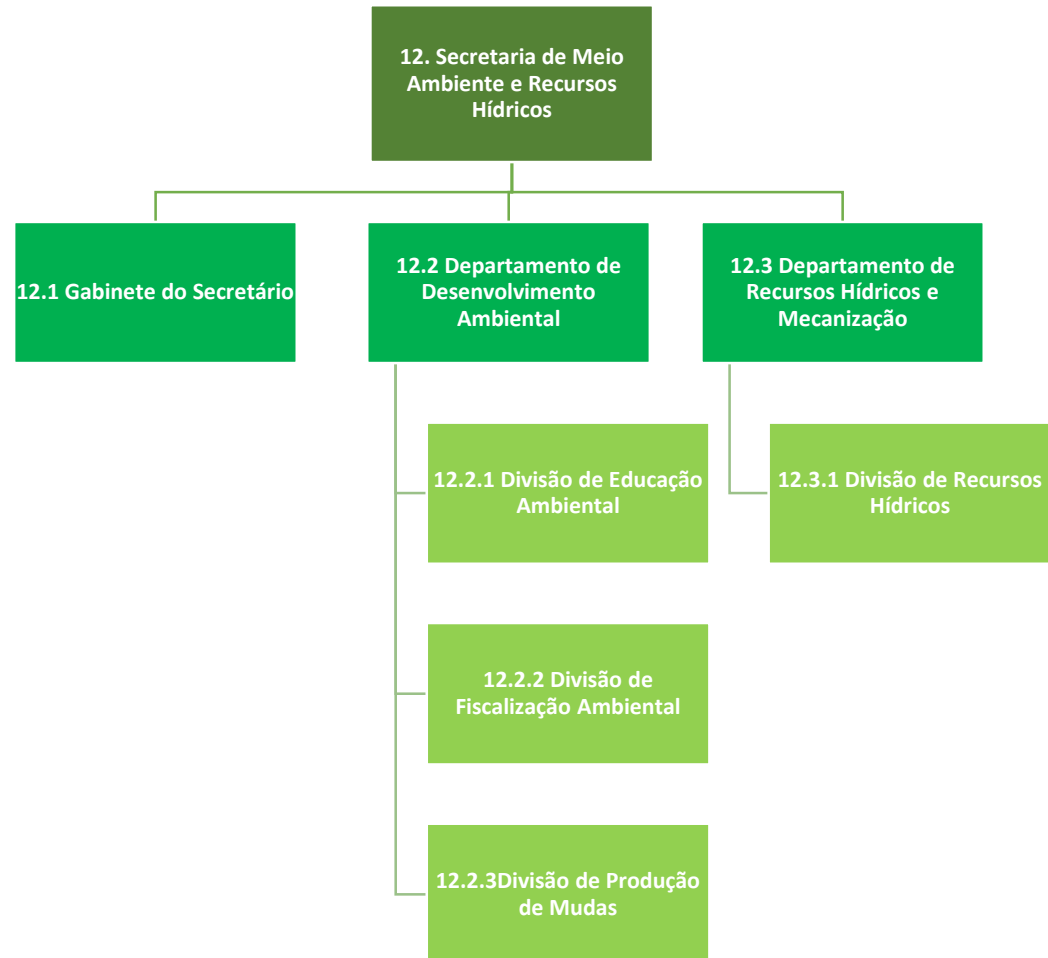 12. Secretaria de Meio
Ambiente e Recursos
Hídricos
12.1 Gabinete do Secretário
12.2 Departamento de
Desenvolvimento
Ambiental
12.3 Departamento de
Recursos Hídricos e
Mecanização
12.2.1 Divisão de Educação
Ambiental
12.3.1 Divisão de Recursos
Hídricos
12.2.2 Divisão de
Fiscalização Ambiental
12.2.3Divisão de Produção
de Mudas